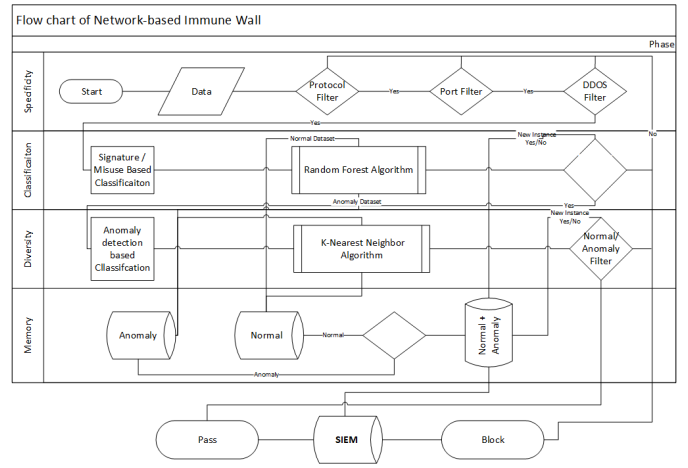 Flow chart of Network-based Immune Wall
Phase
Specificity
Start
Data
Protocol
Filter
Yes
Port Filter
Yes
DDOS
Filter
Yes
No
Classificaiton
Signature /
Misuse Based
Classificaiton
Normal Dataset
Random Forest Algorithm
Anomaly Dataset
New Instance
Yes/No
Yes
Diversity
Anomaly
detection
based
Cllassifcation
K-Nearest Neighbor
Algorithm
New Instance
Yes/No
Normal/
Anomaly
Filter
Memory
Anomaly
Normal
Normal
Anomaly
Normal +
Anomaly
Pass
SIEM
Block